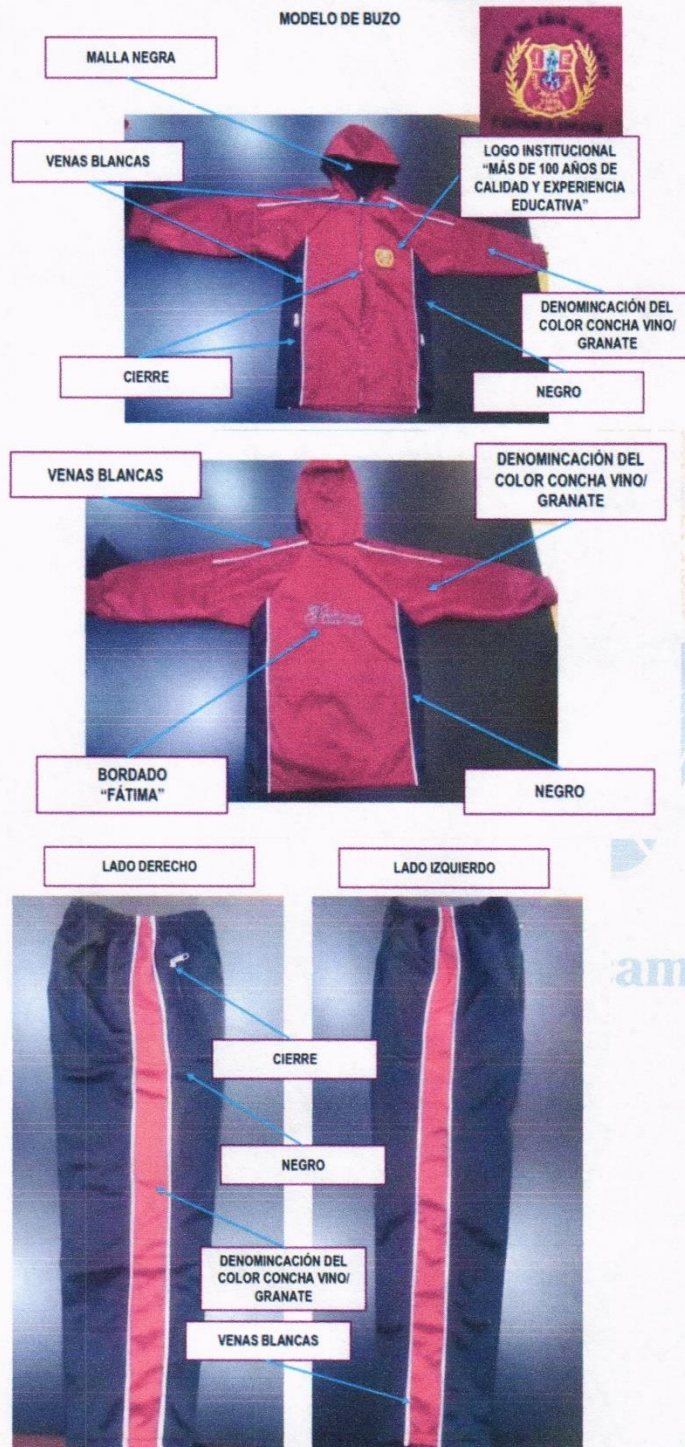 MODELO DE BUZO
MALLA NEGRA
VENAS BLANCAS
LOGO INSTITUCIONAL
"MÁS DE 100 AÑOS DE
CALIDAD Y EXPERIENCIA
EDUCATIVA"
DENOMINCACIÓN DEL
COLOR CONCHA VINO/
GRANATE
CIERRE
NEGRO
VENAS BLANCAS
DENOMINCACIÓN DEL
COLOR CONCHA VINO/
GRANATE
BORDADO
"FÁTIMA"
NEGRO
LADO DERECHO
LADO IZQUIERDO
am
CIERRE
NEGRO
DENOMINCACIÓN DEL
COLOR CONCHA VINO/
GRANATE
VENAS BLANCAS